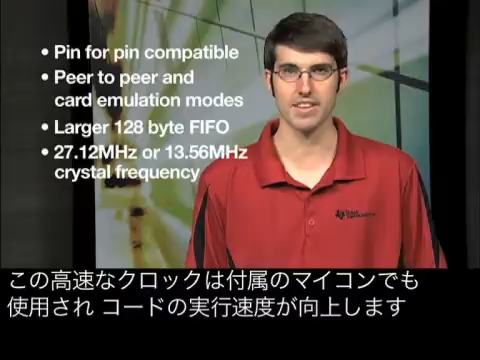 • Pin for pin compatible
• Peer to peer and
card emulation modes
• Larger 128 byte FIFO
• 27.12MHz or 13.56MHz
crystal frequency
TEXAS INSTRUMENTS
この高速なクロックは付属のマイコンでも
使用され コードの実行速度が向上します